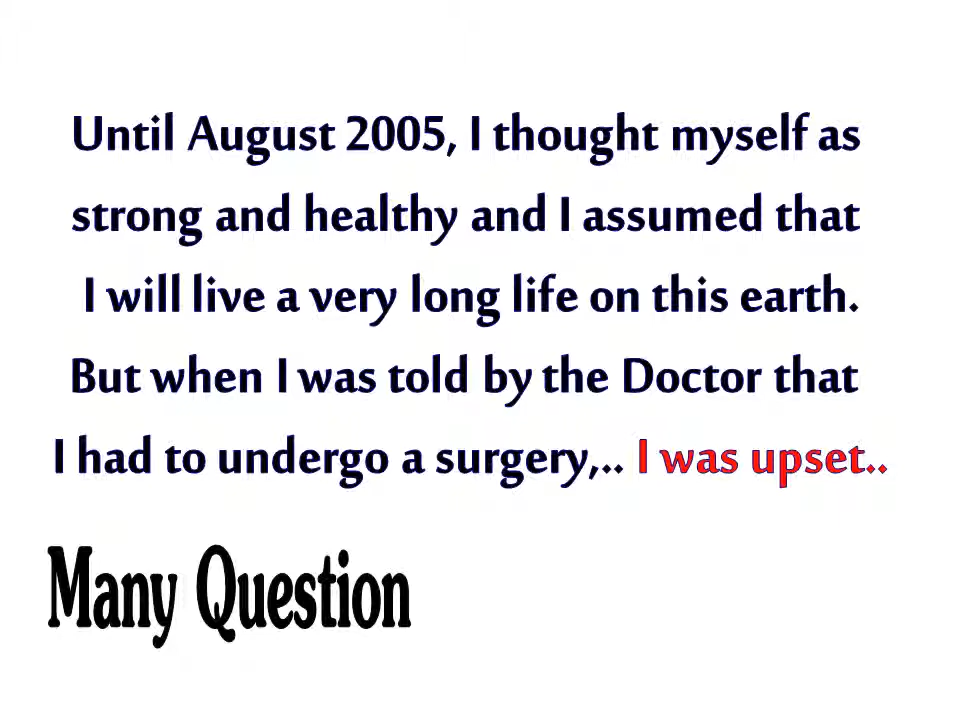 Until August 2005, I thought myself as
strong and healthy and I assumed that
I will live a very long life on this earth.
But when I was told by the Doctor that
I had to undergo a surgery,.. I was upset..
Many Question